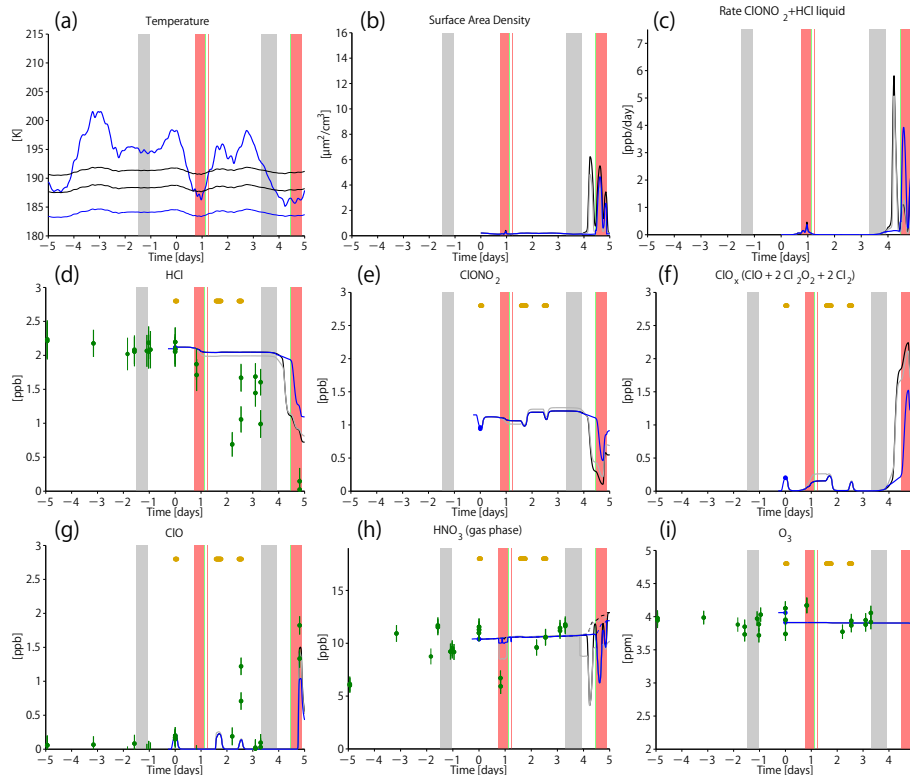 (a) Temperature
[K]
215
210
205
200
195
190
185
180
−5 −4 −3 −2 −1 0 1 2 3 4 5
Time [days]
(b) Surface Area Density
[μm²/cm³]
16
14
12
10
8
6
4
2
0
−5 −4 −3 −2 −1 0 1 2 3 4 5
Time [days]
(c) Rate ClONO₂+HCl liquid
[ppb/day]
7
6
5
4
3
2
1
0
−5 −4 −3 −2 −1 0 1 2 3 4
Time [days]
(d) HCl
[ppb]
3
2.5
2
1.5
1
0.5
0
−5 −4 −3 −2 −1 0 1 2 3 4 5
Time [days]
(e) ClONO₂
[ppb]
3
2.5
2
1.5
1
0.5
0
−5 −4 −3 −2 −1 0 1 2 3 4 5
Time [days]
(f) ClOₓ (ClO + 2 Cl₂O₂ + 2 Cl₂)
[ppb]
3
2.5
2
1.5
1
0.5
0
−5 −4 −3 −2 −1 0 1 2 3 4
Time [days]
(g) ClO
[ppb]
3
2.5
2
1.5
1
0.5
0
−5 −4 −3 −2 −1 0 1 2 3 4 5
Time [days]
(h) HNO₃ (gas phase)
[ppb]
15
10
5
0
−5 −4 −3 −2 −1 0 1 2 3 4 5
Time [days]
(i) O₃
[ppm]
5
4.5
4
3.5
3
2.5
2
−5 −4 −3 −2 −1 0 1 2 3 4
Time [days]